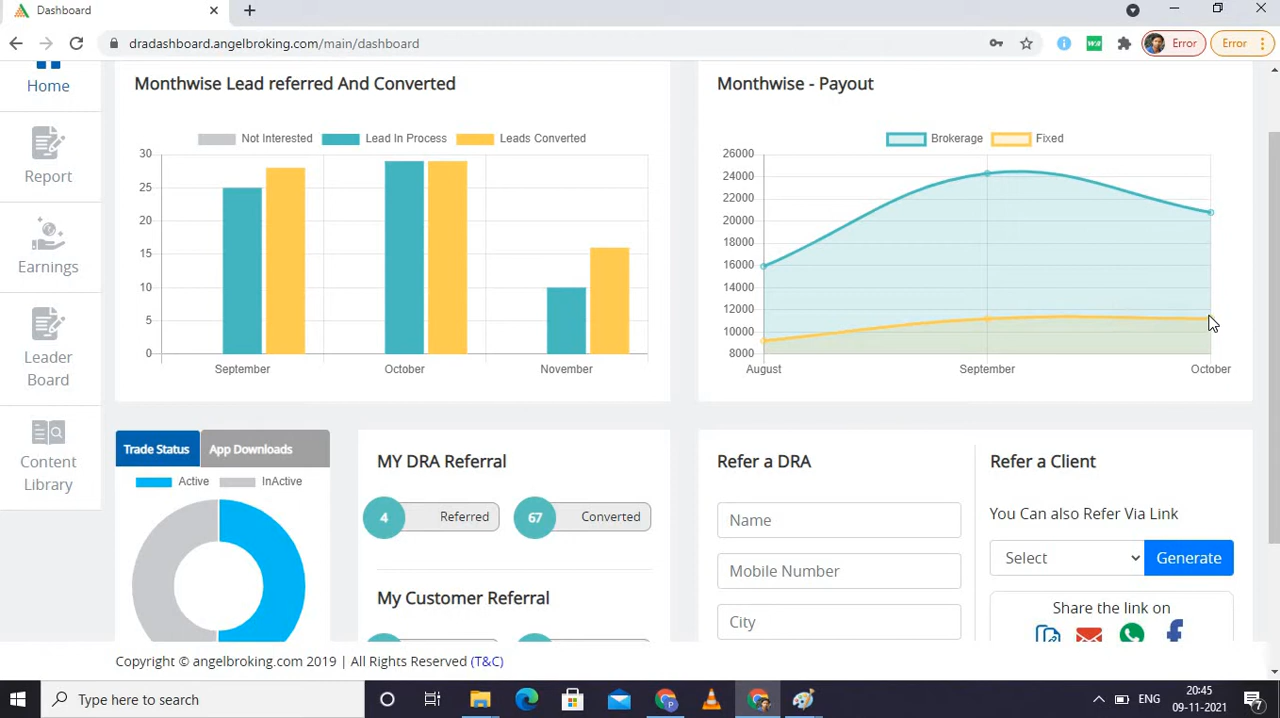 Dashboard
dradashboard.angelbroking.com/main/dashboard
Error
Error
Home
Report
Earnings
Leader
Board
Content
Library
Monthwise Lead referred And Converted
Not Interested
Lead In Process
Leads Converted
30
25
20
15
10
5
0
September
October
November
Monthwise - Payout
Brokerage
Fixed
26000
24000
22000
20000
18000
16000
14000
12000
10000
8000
August
September
October
Trade Status
App Downloads
Active
InActive
MY DRA Referral
4 Referred
67 Converted
My Customer Referral
Refer a DRA
Name
Mobile Number
City
Refer a Client
You Can also Refer Via Link
Select
Generate
Share the link on
Copyright © angelbroking.com 2019 | All Rights Reserved (T&C)
Type here to search
ENG
20:45
09-11-2021
7